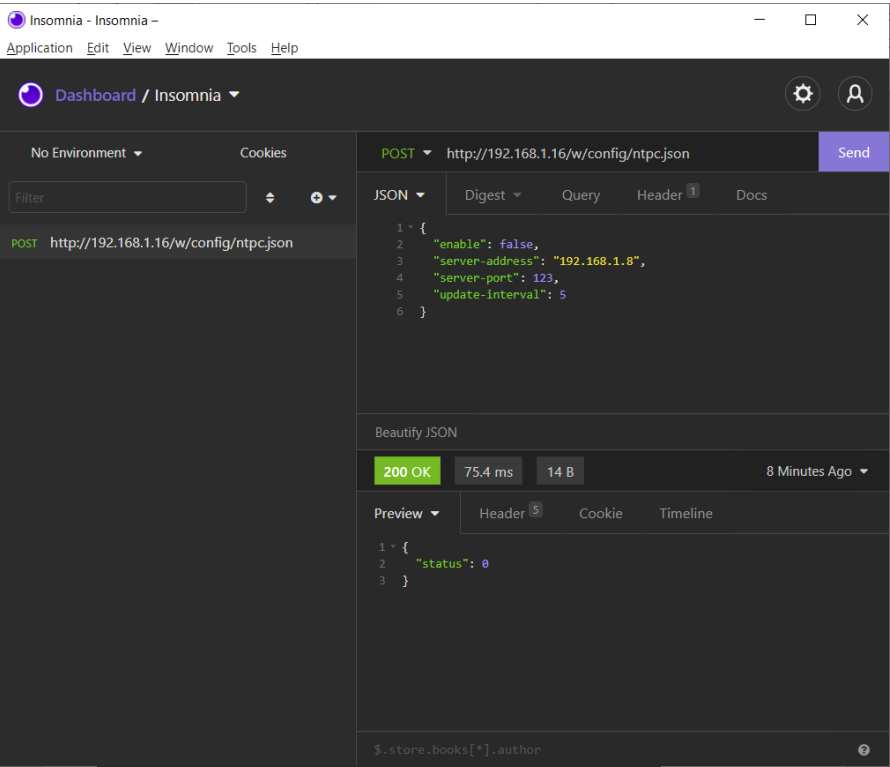 Insomnia - Insomnia –
Application Edit View Window Tools Help
Dashboard / Insomnia
No Environment Cookies
Filter
POST http://192.168.1.16/w/config/ntpc.json
POST http://192.168.1.16/w/config/ntpc.json Send
JSON Digest Query Header 1 Docs
1 {
2 "enable": false,
3 "server-address": "192.168.1.8",
4 "server-port": 123,
5 "update-interval": 5
6 }
Beautify JSON
200 OK 75.4 ms 14 B 8 Minutes Ago
Preview Header 5 Cookie Timeline
1 {
2 "status": 0
3 }
$.store.books[*].author